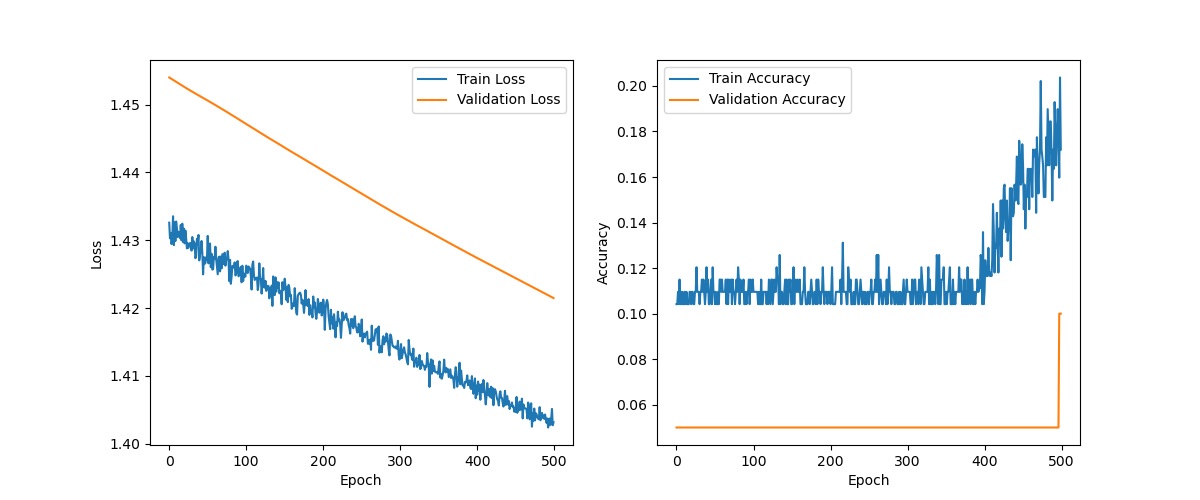 Train Loss
Validation Loss
1.45
1.44
1.43
1.42
1.41
1.40
Loss
0 100 200 300 400 500
Epoch
Train Accuracy
Validation Accuracy
0.20
0.18
0.16
0.14
0.12
0.10
0.08
0.06
Accuracy
0 100 200 300 400 500
Epoch